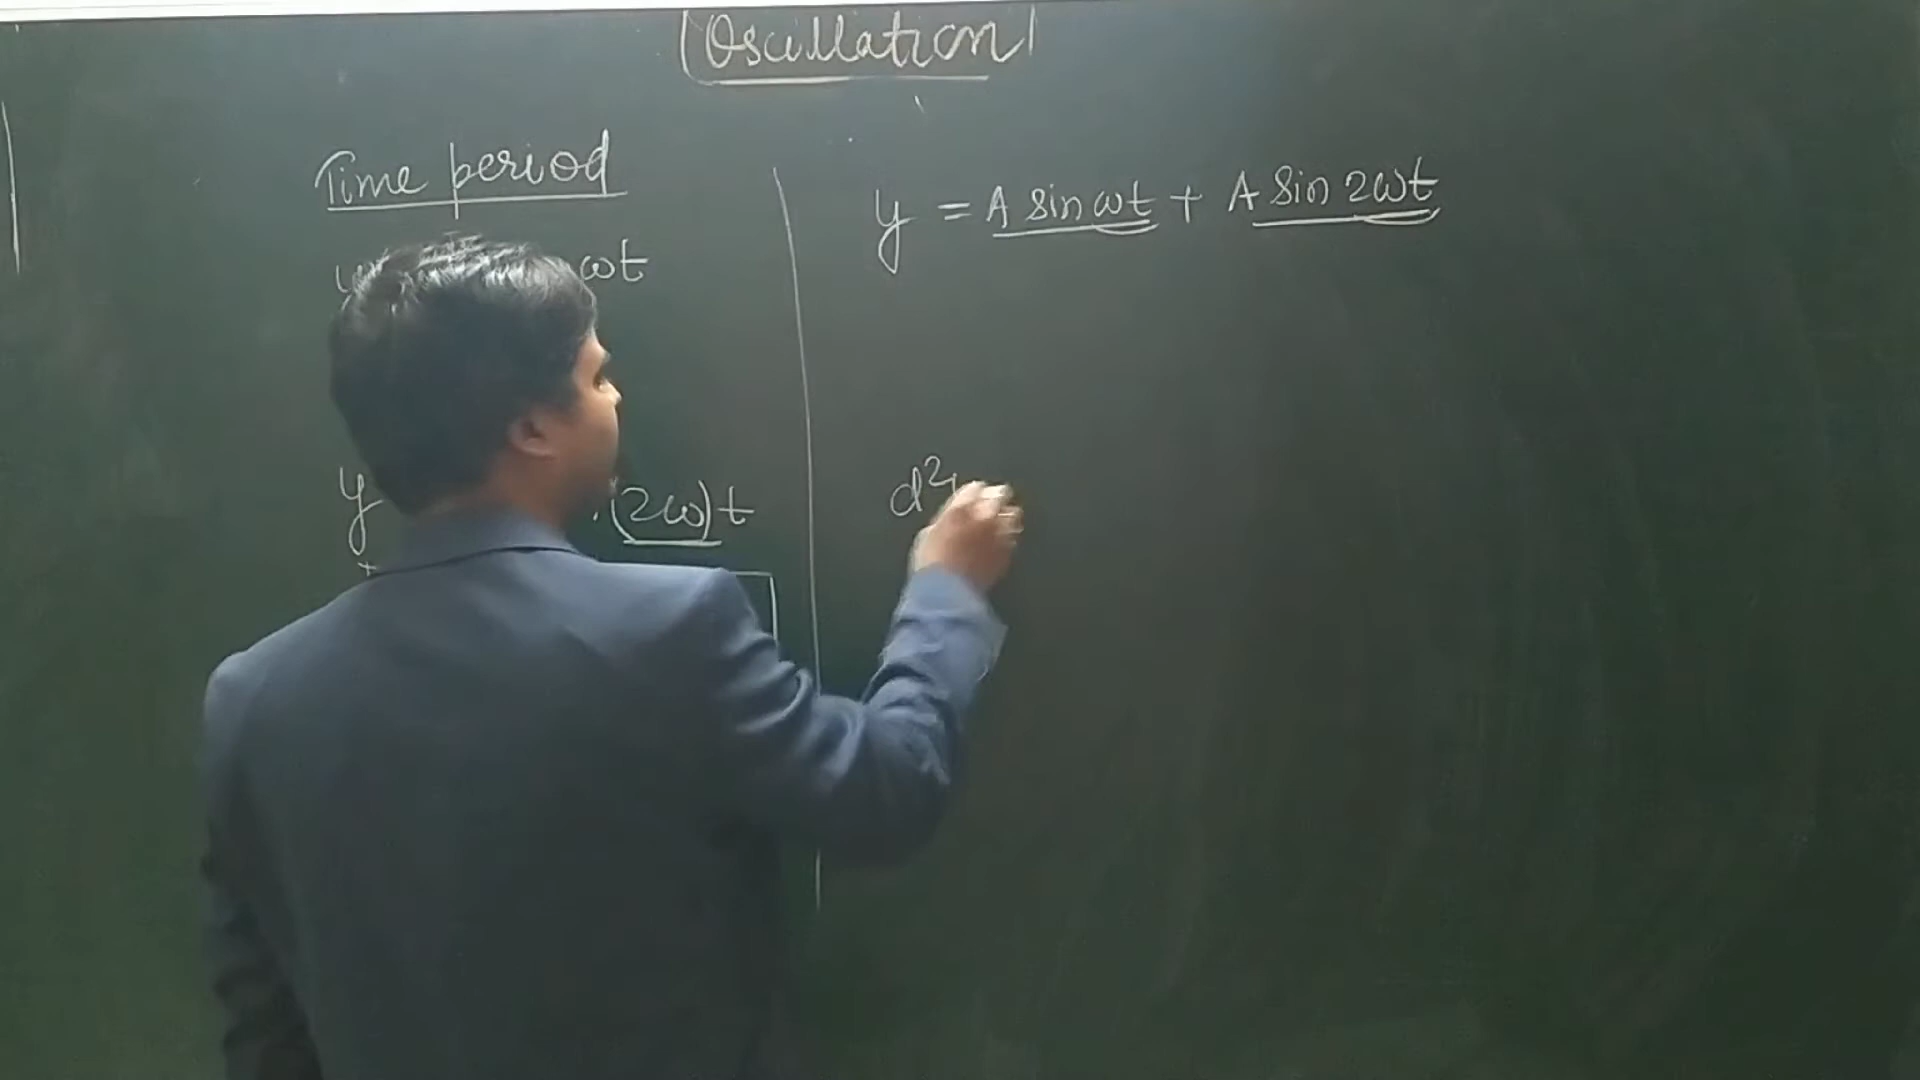 Oscillation
Time period
ωt
y (2ω)t
y = A sin ωt + A sin 2ωt
d²